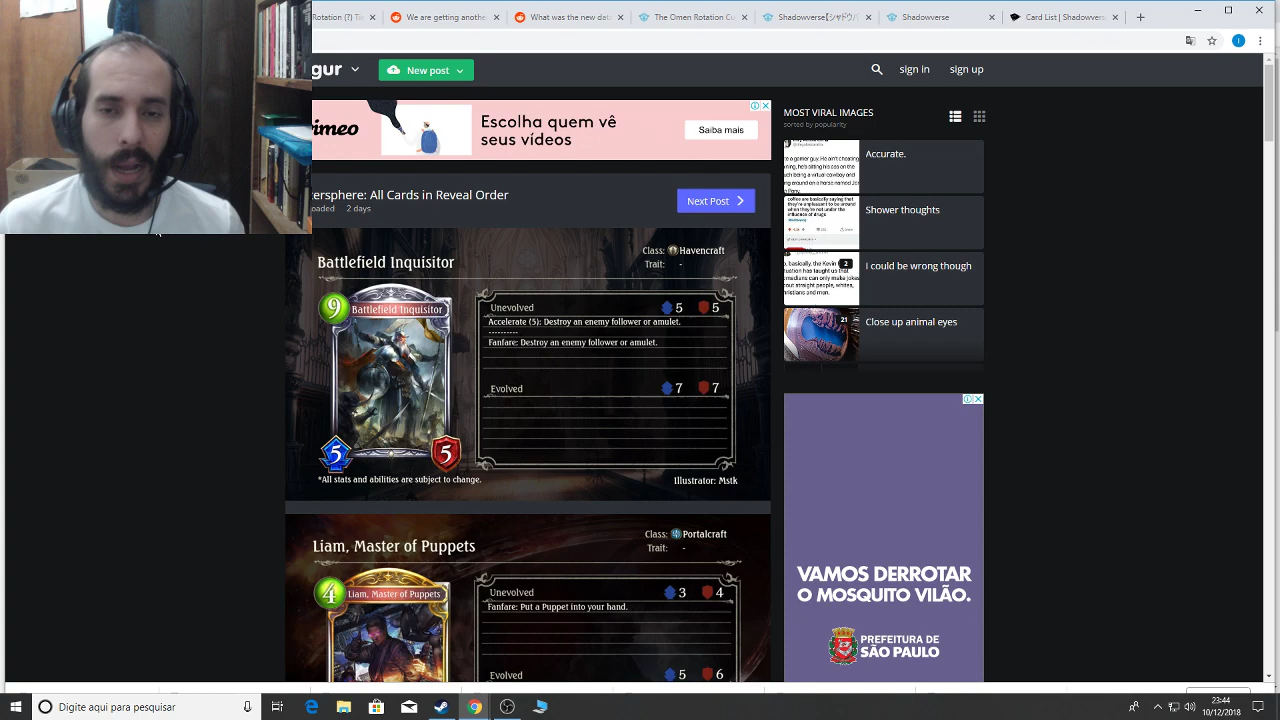 Rotation (?) Ti
We are getting another
What was the new data
The Omen Rotation Cu
Shadowverse【シャドウバ
Shadowverse
Card List | Shadowvers
gur
New post
sign in
sign up
imeo
Escolha quem vê
seus vídeos
Saiba mais
ersphere: All Cards in Reveal Order
oaded 2 days
Next Post
MOST VIRAL IMAGES
sorted by popularity
Accurate.
Shower thoughts
2
I could be wrong though
21
Close up animal eyes
Battlefield Inquisitor
Class: Havencraft
Trait: -
9
Battlefield Inquisitor
Unevolved 5 5
Accelerate (5): Destroy an enemy follower or amulet.
----------
Fanfare: Destroy an enemy follower or amulet.
Evolved 7 7
5 5
*All stats and abilities are subject to change.
Illustrator: Mstk
Liam, Master of Puppets
Class: Portalcraft
Trait: -
4
Liam, Master of Puppets
Unevolved 3 4
Fanfare: Put a Puppet into your hand.
Evolved 5 6
VAMOS DERROTAR
O MOSQUITO VILÃO.
PREFEITURA DE
SÃO PAULO
Digite aqui para pesquisar
23:44
10/12/2018